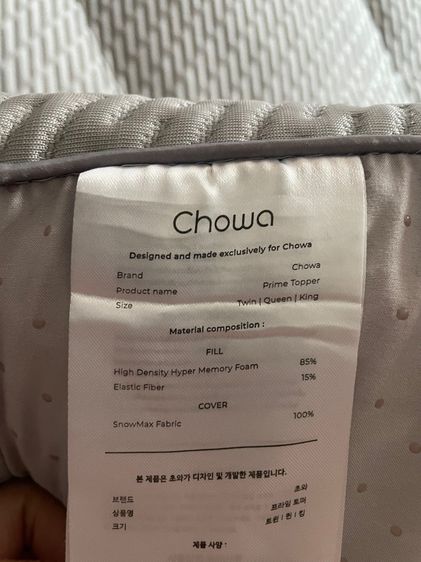 Chowa
Designed and made exclusively for Chowa
Brand Chowa
Product name Prime Topper
Size Twin | Queen | King
Material composition :
FILL
High Density Hyper Memory Foam 85%
Elastic Fiber 15%
COVER
SnowMax Fabric 100%
본 제품은 초와가 디자인 및 개발한 제품입니다.
브랜드 초와
상품명 프라임 토퍼
크기 트윈 | 퀸 | 킹
제품 사양 :